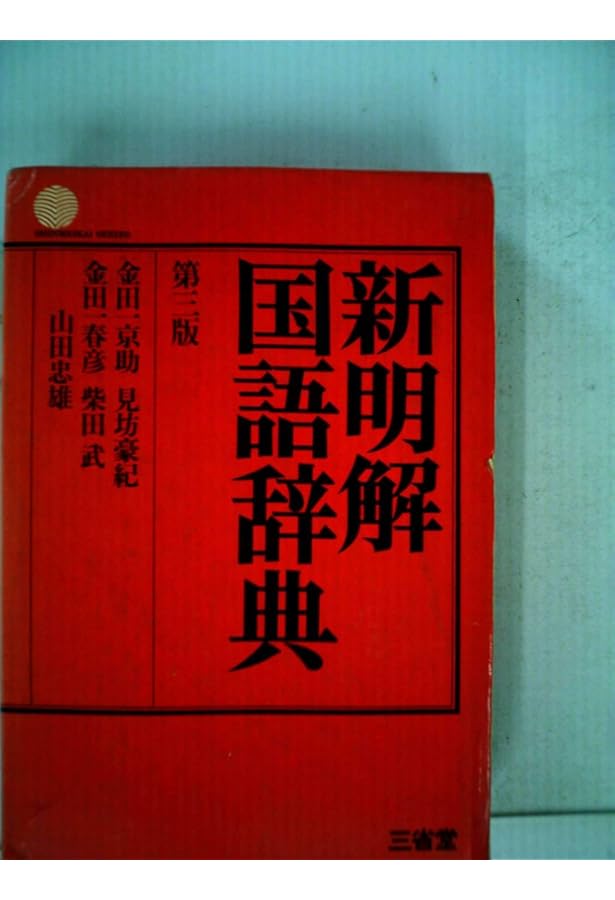 新明解
国語辞典
第三版
金田一京助 見坊豪紀
金田一春彦 柴田 武
山田忠雄
三省堂